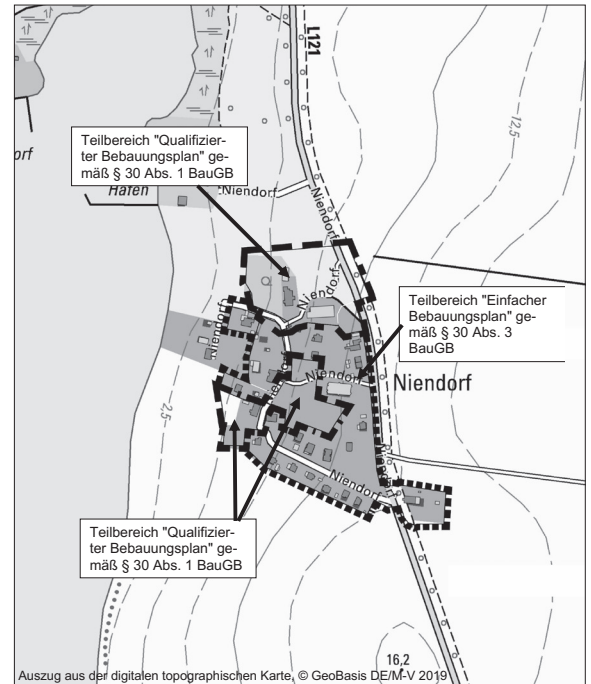 L121
12,5
orf
Teilbereich "Qualifizier-
ter Bebauungsplan" ge-
mäß § 30 Abs. 1 BauGB
Hafen
Niendorf
Niendorf
Niendorf
Teilbereich "Einfacher
Bebauungsplan" ge-
mäß § 30 Abs. 3
BauGB
Niendorf
Niendorf
Niendorf
Niendorf
2,5
Niendorf
Teilbereich "Qualifizier-
ter Bebauungsplan" ge-
mäß § 30 Abs. 1 BauGB
16,2
Auszug aus der digitalen topographischen Karte, © GeoBasis DE/M-V 2019